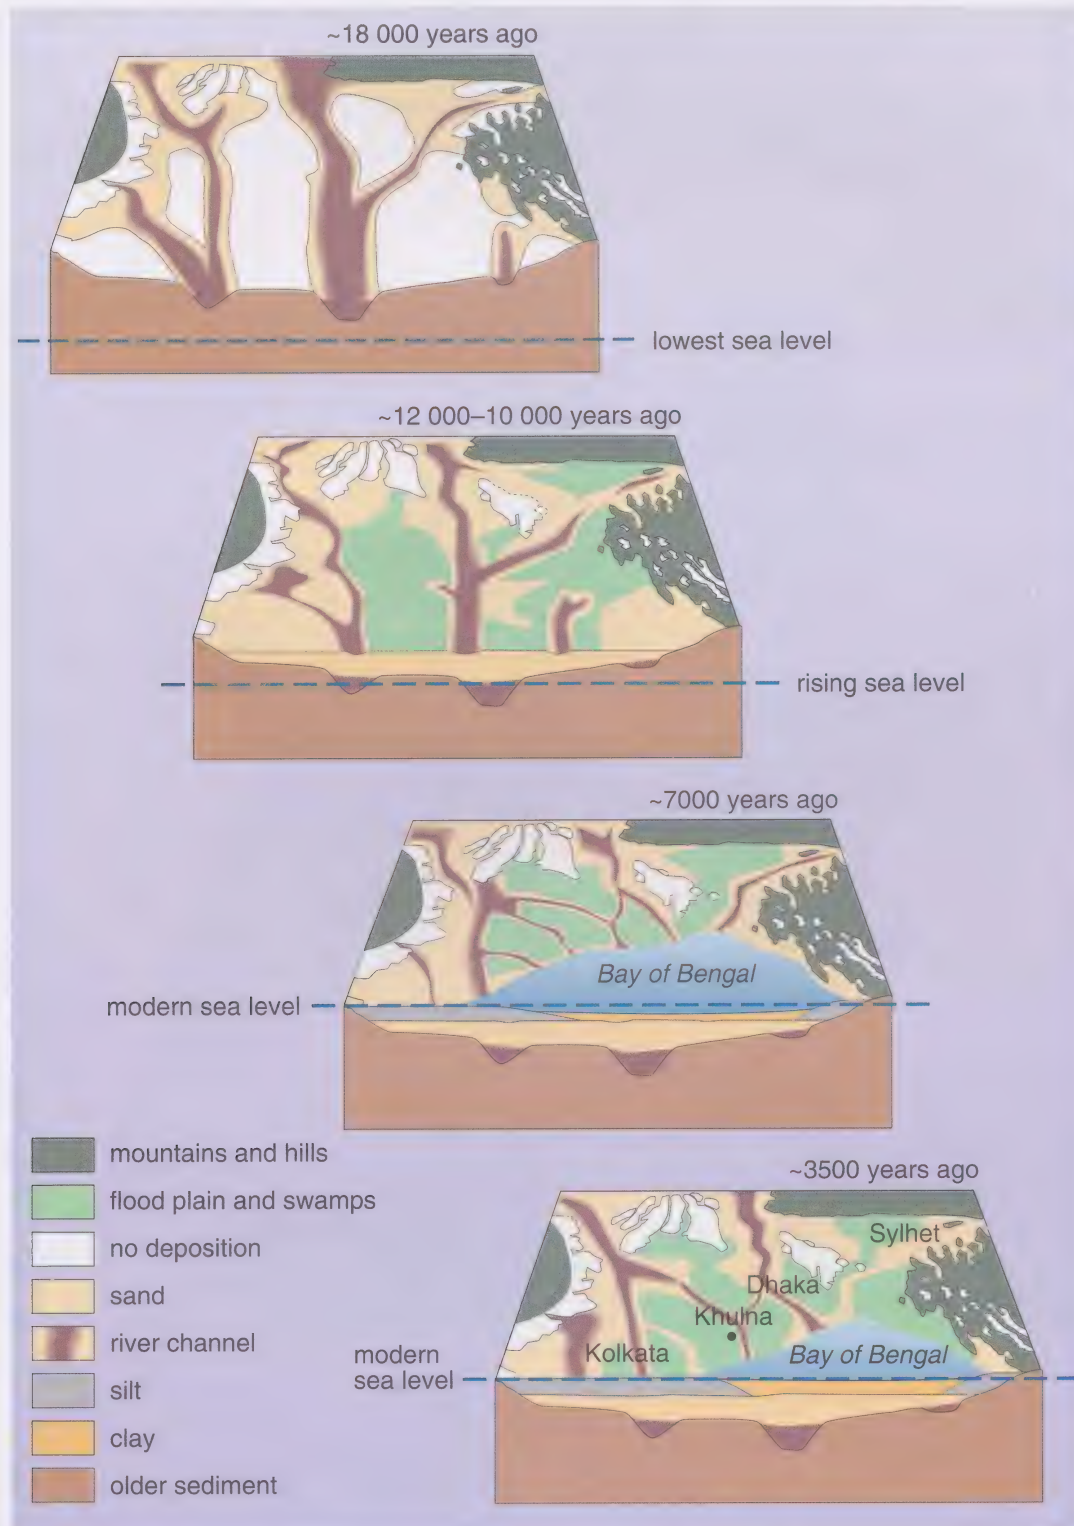 ~18 000 years ago
lowest sea level
~12 000–10 000 years ago
rising sea level
~7000 years ago
Bay of Bengal
modern sea level
mountains and hills
flood plain and swamps
no deposition
sand
river channel
silt
clay
older sediment
~3500 years ago
Sylhet
Dhaka
Khulna
Kolkata
Bay of Bengal
modern
sea level